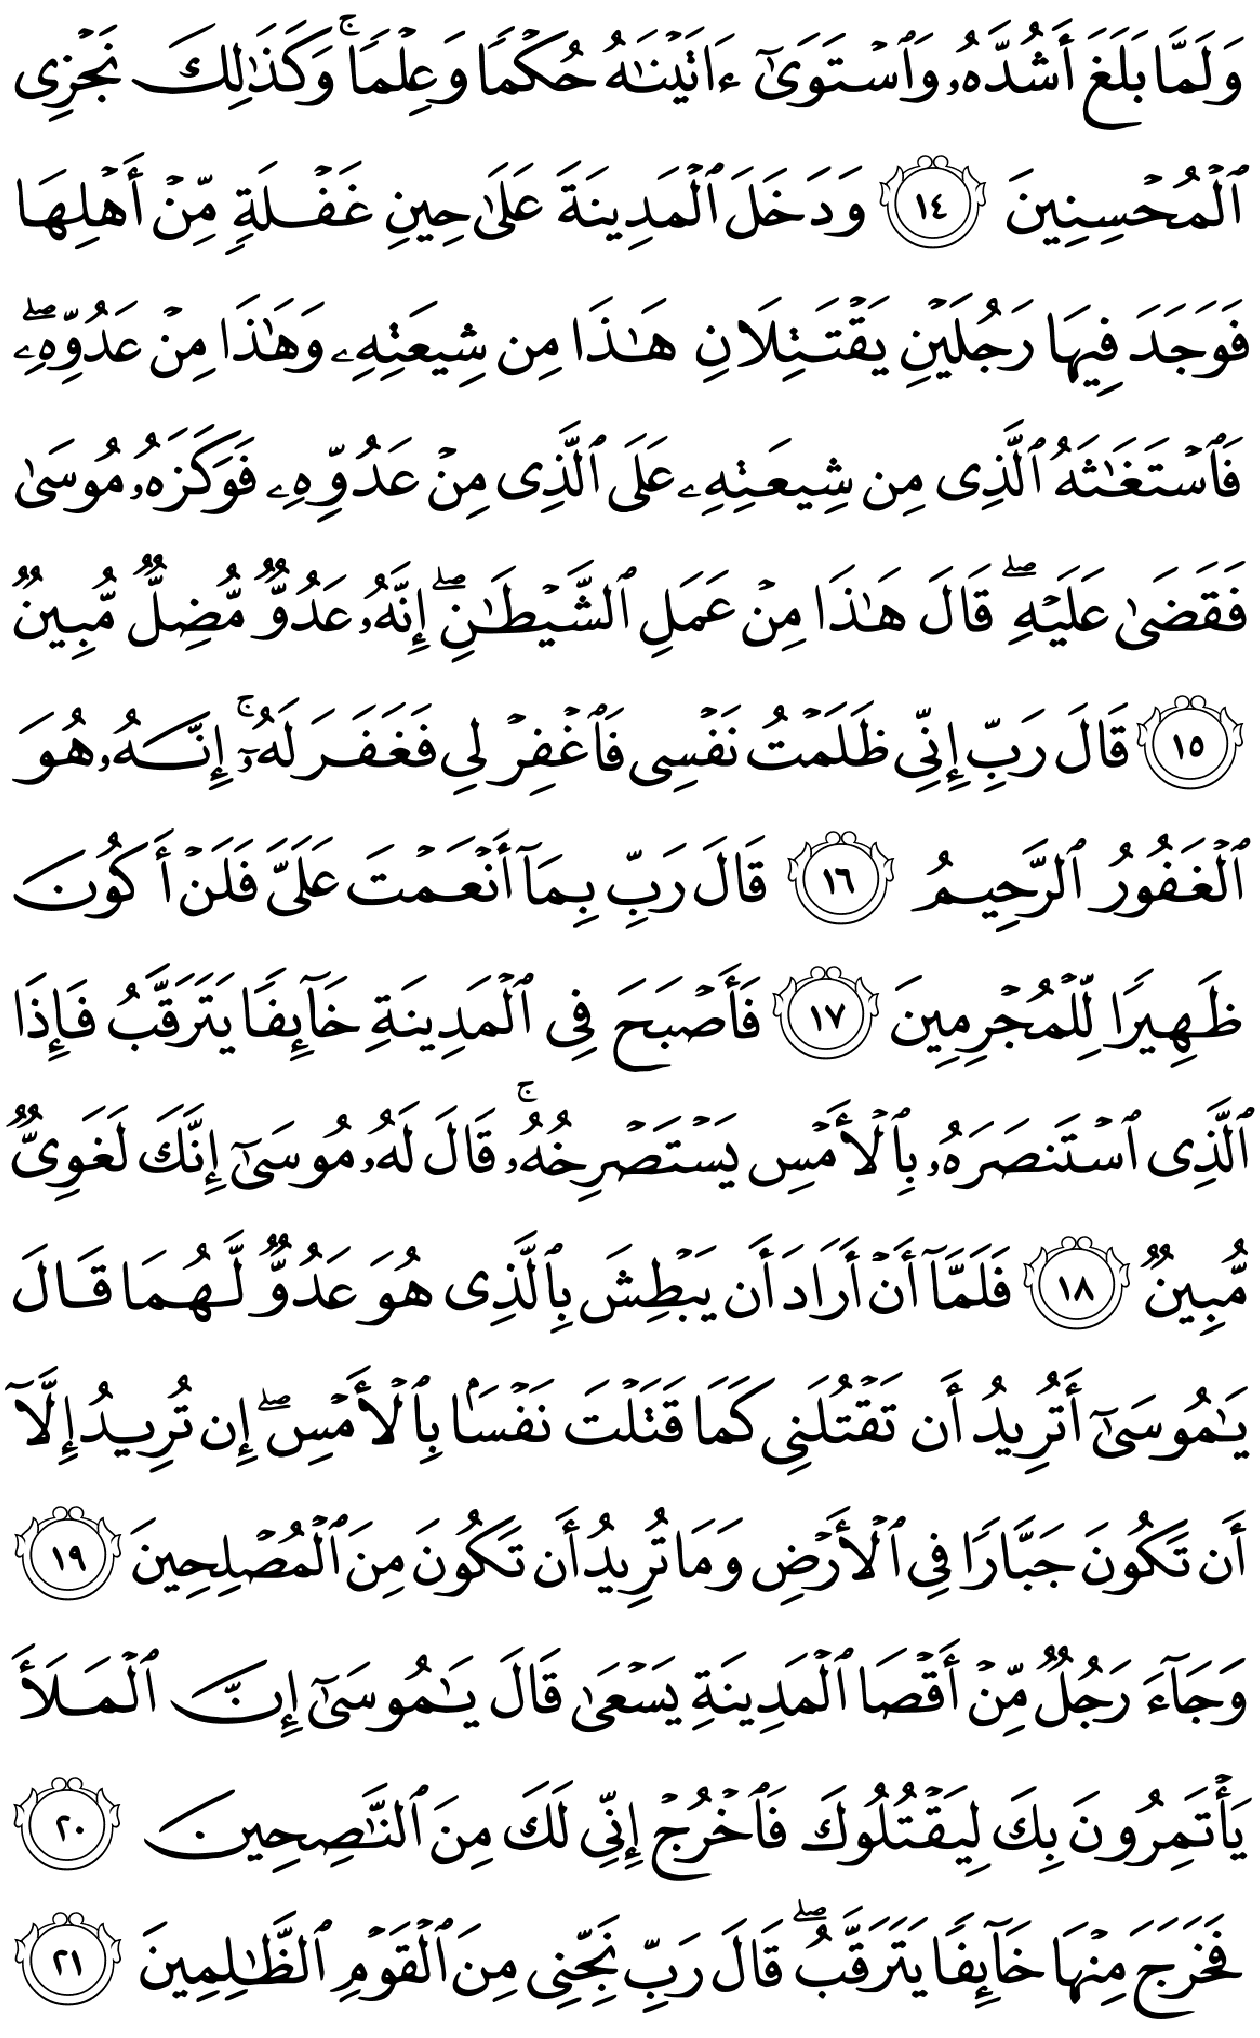 وَلَمَّا بَلَغَ أَشُدَّهُۥ وَٱسْتَوَىٰٓ ءَاتَيْنَـٰهُ حُكْمًا وَعِلْمًا ۚ وَكَذَٰلِكَ نَجْزِى
ٱلْمُحْسِنِينَ ١٤ وَدَخَلَ ٱلْمَدِينَةَ عَلَىٰ حِينِ غَفْلَةٍ مِّنْ أَهْلِهَا
فَوَجَدَ فِيهَا رَجُلَيْنِ يَقْتَتِلَانِ هَـٰذَا مِن شِيعَتِهِۦ وَهَـٰذَا مِنْ عَدُوِّهِۦ ۖ
فَٱسْتَغَـٰثَهُ ٱلَّذِى مِن شِيعَتِهِۦ عَلَى ٱلَّذِى مِنْ عَدُوِّهِۦ فَوَكَزَهُۥ مُوسَىٰ
فَقَضَىٰ عَلَيْهِ ۖ قَالَ هَـٰذَا مِنْ عَمَلِ ٱلشَّيْطَـٰنِ ۖ إِنَّهُۥ عَدُوٌّ مُّضِلٌّ مُّبِينٌ
١٥ قَالَ رَبِّ إِنِّى ظَلَمْتُ نَفْسِى فَٱغْفِرْ لِى فَغَفَرَ لَهُۥٓ ۚ إِنَّهُۥ هُوَ
ٱلْغَفُورُ ٱلرَّحِيمُ ١٦ قَالَ رَبِّ بِمَآ أَنْعَمْتَ عَلَىَّ فَلَنْ أَكُونَ
ظَهِيرًا لِّلْمُجْرِمِينَ ١٧ فَأَصْبَحَ فِى ٱلْمَدِينَةِ خَآئِفًا يَتَرَقَّبُ فَإِذَا
ٱلَّذِى ٱسْتَنصَرَهُۥ بِٱلْأَمْسِ يَسْتَصْرِخُهُۥ ۚ قَالَ لَهُۥ مُوسَىٰٓ إِنَّكَ لَغَوِىٌّ
مُّبِينٌ ١٨ فَلَمَّآ أَنْ أَرَادَ أَن يَبْطِشَ بِٱلَّذِى هُوَ عَدُوٌّ لَّهُمَا قَالَ
يَـٰمُوسَىٰٓ أَتُرِيدُ أَن تَقْتُلَنِى كَمَا قَتَلْتَ نَفْسًۢا بِٱلْأَمْسِ ۖ إِن تُرِيدُ إِلَّآ
أَن تَكُونَ جَبَّارًا فِى ٱلْأَرْضِ وَمَا تُرِيدُ أَن تَكُونَ مِنَ ٱلْمُصْلِحِينَ ١٩
وَجَآءَ رَجُلٌ مِّنْ أَقْصَا ٱلْمَدِينَةِ يَسْعَىٰ قَالَ يَـٰمُوسَىٰٓ إِنَّ ٱلْمَلَأَ
يَأْتَمِرُونَ بِكَ لِيَقْتُلُوكَ فَٱخْرُجْ إِنِّى لَكَ مِنَ ٱلنَّـٰصِحِينَ ٢٠
فَخَرَجَ مِنْهَا خَآئِفًا يَتَرَقَّبُ ۖ قَالَ رَبِّ نَجِّنِى مِنَ ٱلْقَوْمِ ٱلظَّـٰلِمِينَ ٢١